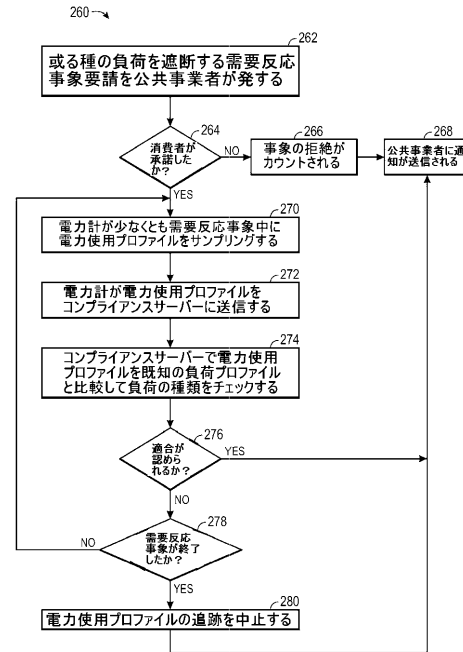 260
262
或る種の負荷を遮断する需要反応
事象要請を公共事業者が発する
264
消費者が
承諾した
か?
NO
266
事象の拒絶が
カウントされる
268
公共事業者に通
知が送信される
YES
270
電力計が少なくとも需要反応事象中に
電力使用プロファイルをサンプリングする
272
電力計が電力使用プロファイルを
コンプライアンスサーバーに送信する
274
コンプライアンスサーバーで電力使用
プロファイルを既知の負荷プロファイル
と比較して負荷の種類をチェックする
276
適合が
認めら
れるか?
YES
NO
278
需要反応
事象が終了
したか?
NO
YES
280
電力使用プロファイルの追跡を中止する